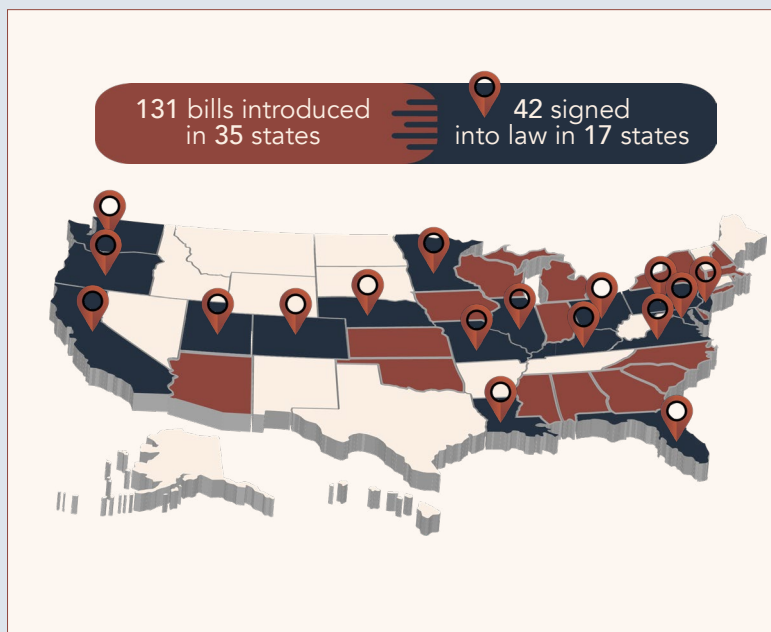 131 bills introduced
in 35 states
42 signed
into law in 17 states